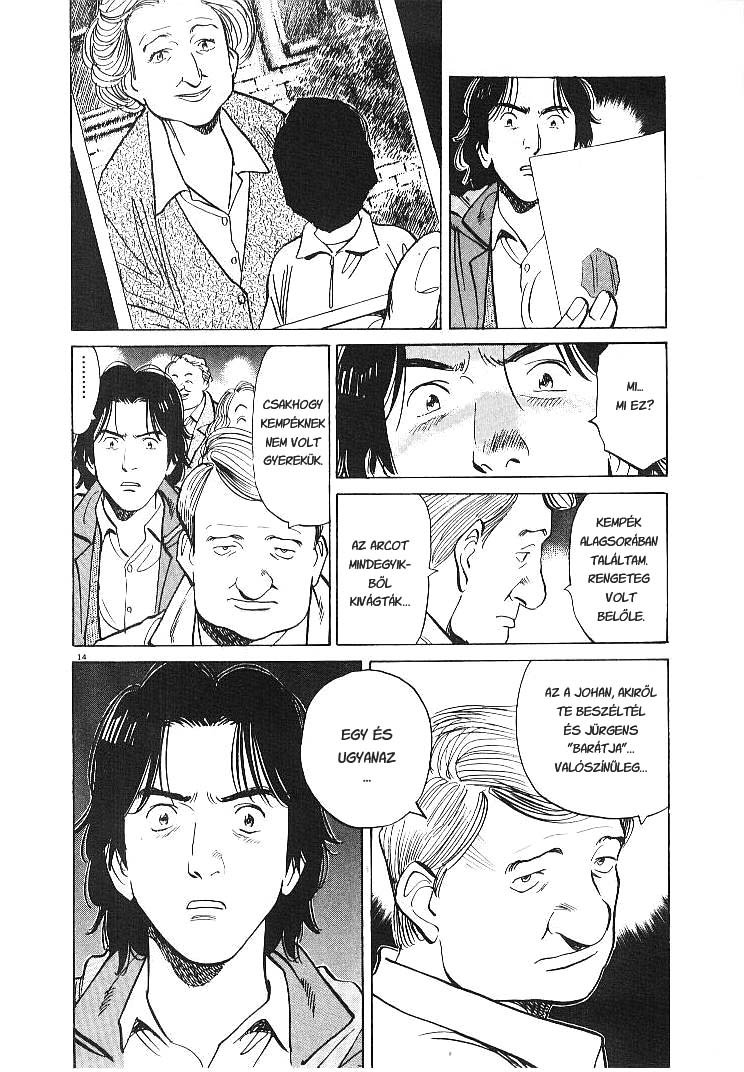 MI...
MI EZ?
KEMPÉK
ALAGSORÁBAN
TALÁLTAM.
RENGETEG
VOLT
BELŐLE.
AZ ARCOT
MINDEGYIK-
BŐL
KIVÁGTÁK...
CSAKHOGY
KEMPÉKNEK
NEM VOLT
GYEREKÜK.
.........
14
AZ A JOHAN, AKIRŐL
TE BESZÉLTÉL
ÉS JÜRGENS
"BARÁTJA"...
VALÓSZÍNŰLEG...
EGY ÉS
UGYANAZ
...